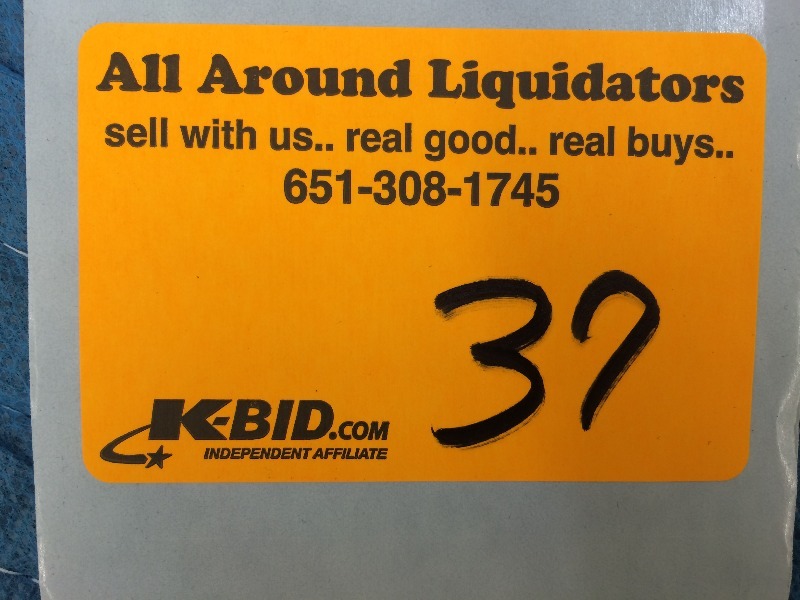 All Around Liquidators
sell with us.. real good.. real buys..
651-308-1745
37
K-BID.COM
INDEPENDENT AFFILIATE